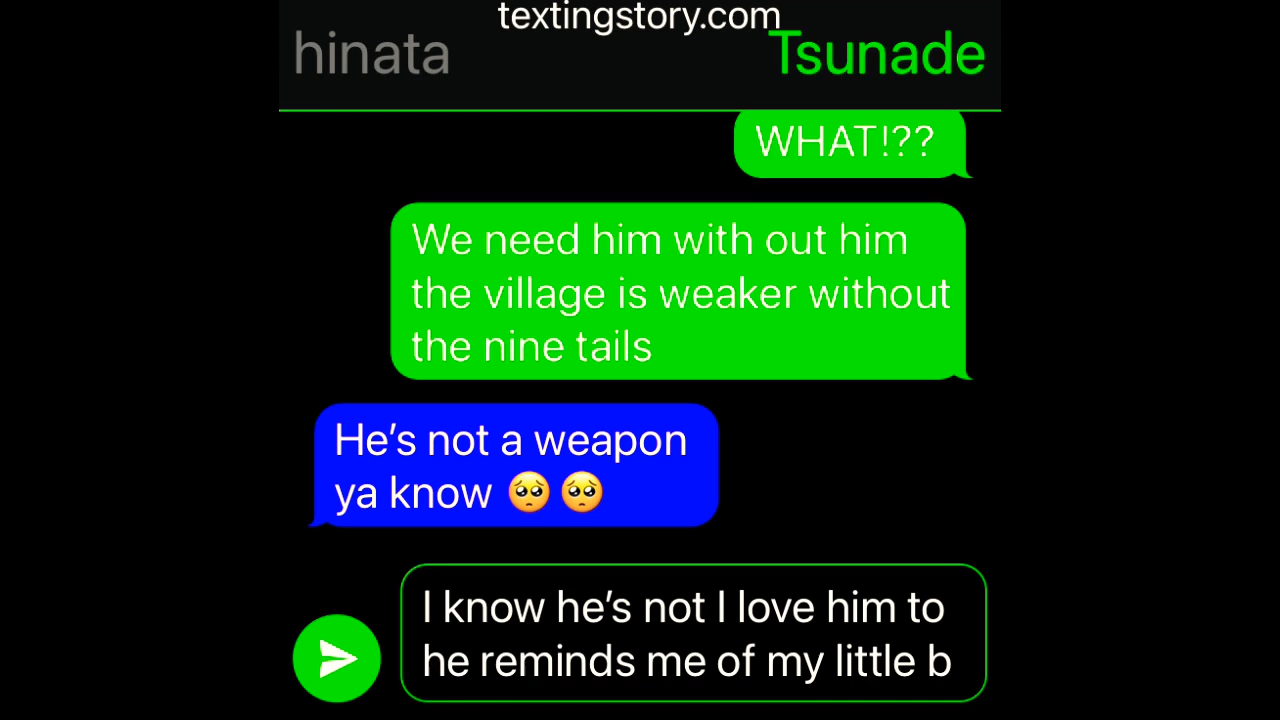 textingstory.com
hinata
Tsunade
WHAT!??
We need him with out him
the village is weaker without
the nine tails
He’s not a weapon
ya know 🥺 🥺
I know he’s not I love him to
he reminds me of my little b